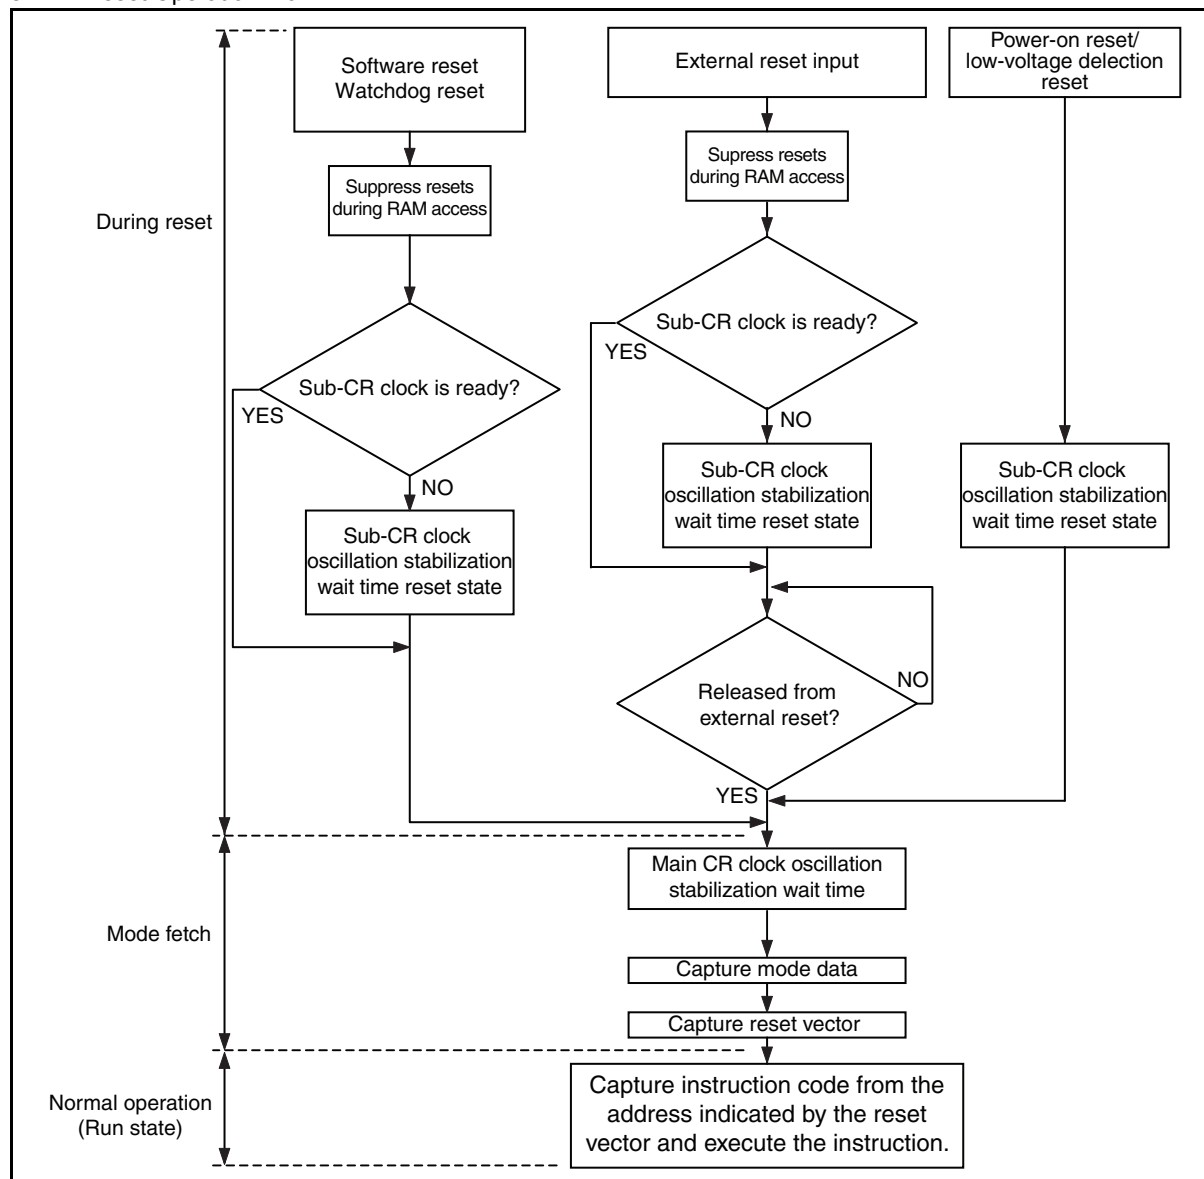 Software reset
Watchdog reset
External reset input
Power-on reset/
low-voltage delection
reset
Suppress resets
during RAM access
Supress resets
during RAM access
During reset
Sub-CR clock is ready?
YES
NO
Sub-CR clock
oscillation stabilization
wait time reset state
Sub-CR clock is ready?
YES
NO
Sub-CR clock
oscillation stabilization
wait time reset state
Sub-CR clock
oscillation stabilization
wait time reset state
Released from
external reset?
NO
YES
Main CR clock oscillation
stabilization wait time
Mode fetch
Capture mode data
Capture reset vector
Normal operation
(Run state)
Capture instruction code from the
address indicated by the reset
vector and execute the instruction.